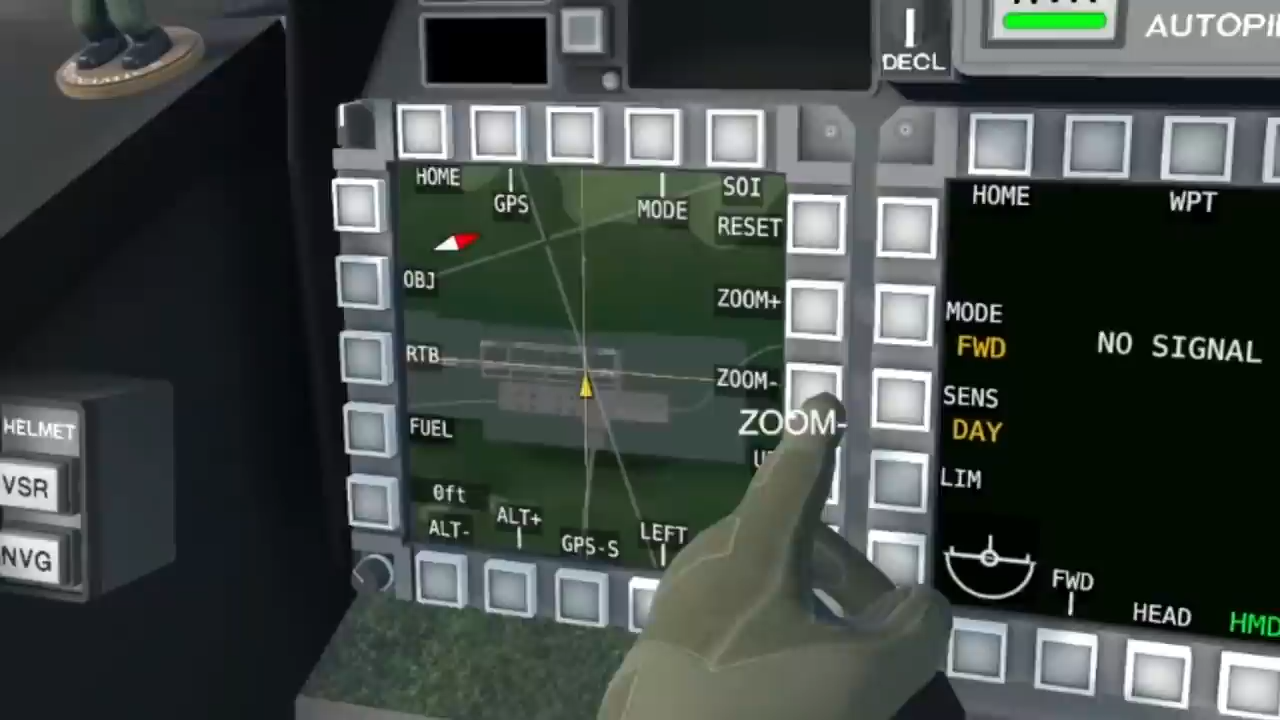 DECL
HOME
GPS
MODE
SOI
RESET
OBJ
ZOOM+
RTB
ZOOM-
ZOOM-
FUEL
0ft
ALT-
ALT+
GPS-S
LEFT
HELMET
VSR
NVG
HOME
WPT
MODE
FWD
NO SIGNAL
SENS
DAY
LIM
FWD
HEAD
HMD